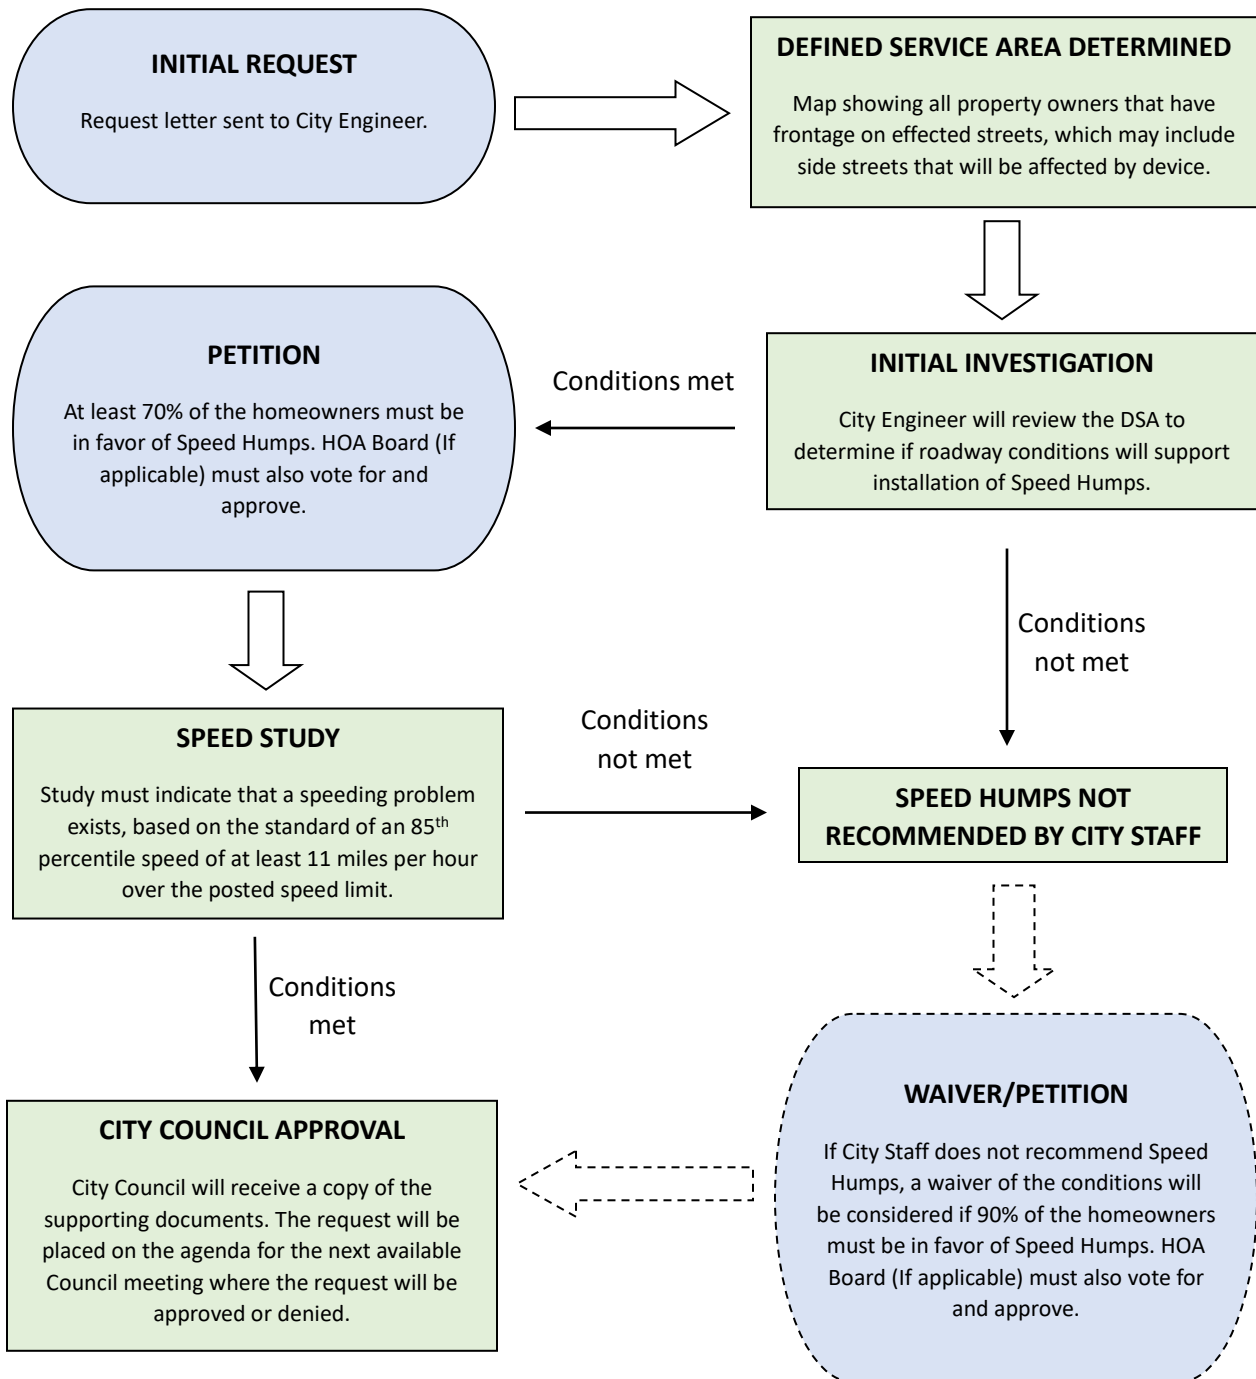 INITIAL REQUEST
Request letter sent to City Engineer.
DEFINED SERVICE AREA DETERMINED
Map showing all property owners that have
frontage on effected streets, which may include
side streets that will be affected by device.
INITIAL INVESTIGATION
City Engineer will review the DSA to
determine if roadway conditions will support
installation of Speed Humps.
Conditions met
PETITION
At least 70% of the homeowners must be
in favor of Speed Humps. HOA Board (If
applicable) must also vote for and
approve.
Conditions
not met
SPEED STUDY
Study must indicate that a speeding problem
exists, based on the standard of an 85th
percentile speed of at least 11 miles per hour
over the posted speed limit.
Conditions
not met
SPEED HUMPS NOT
RECOMMENDED BY CITY STAFF
Conditions
met
CITY COUNCIL APPROVAL
City Council will receive a copy of the
supporting documents. The request will be
placed on the agenda for the next available
Council meeting where the request will be
approved or denied.
WAIVER/PETITION
If City Staff does not recommend Speed
Humps, a waiver of the conditions will
be considered if 90% of the homeowners
must be in favor of Speed Humps. HOA
Board (If applicable) must also vote for
and approve.